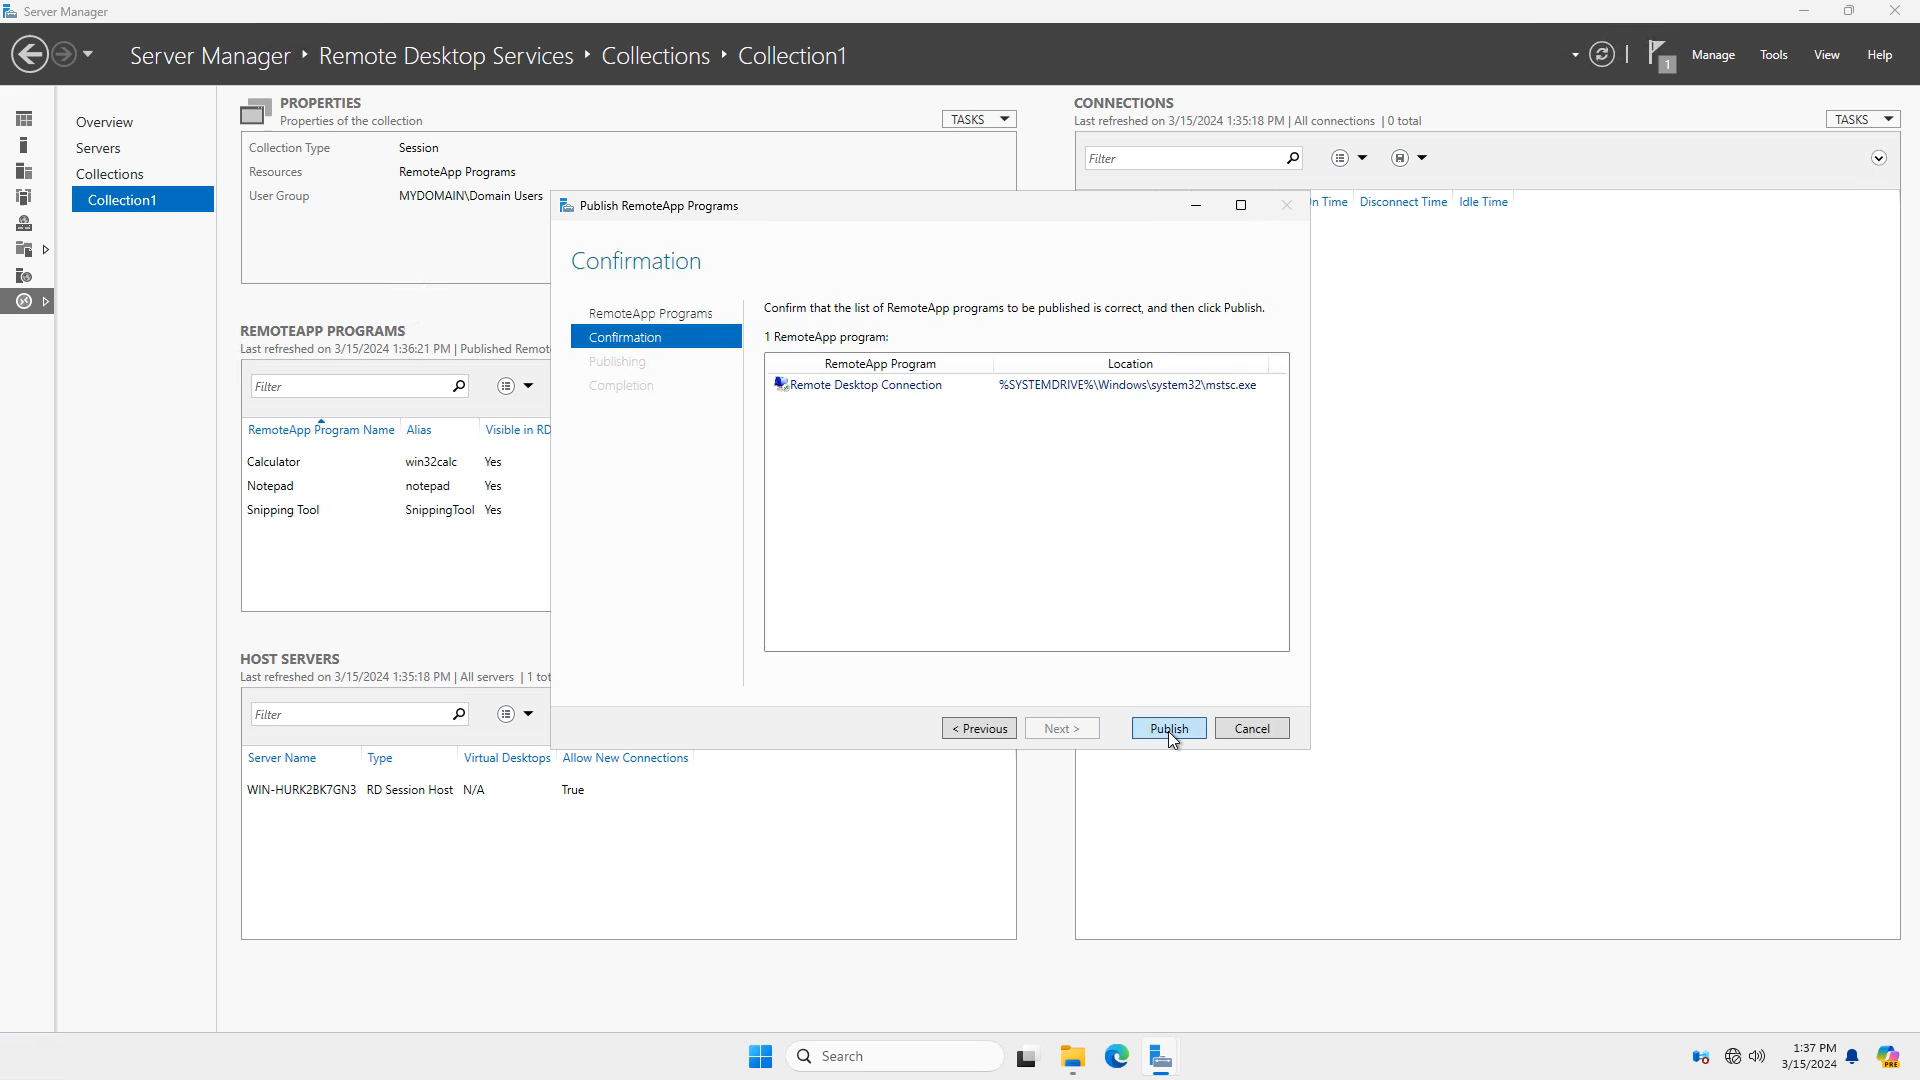 Server Manager
Server Manager ‣ Remote Desktop Services ‣ Collections ‣ Collection1
1
Manage
Tools
View
Help
Overview
Servers
Collections
Collection1
PROPERTIES
Properties of the collection
TASKS
Collection Type Session
Resources RemoteApp Programs
User Group MYDOMAIN\Domain Users
CONNECTIONS
Last refreshed on 3/15/2024 1:35:18 PM | All connections | 0 total
TASKS
Filter
n Time Disconnect Time Idle Time
REMOTEAPP PROGRAMS
Last refreshed on 3/15/2024 1:36:21 PM | Published Remot
Filter
RemoteApp Program Name Alias Visible in RD
Calculator win32calc Yes
Notepad notepad Yes
Snipping Tool SnippingTool Yes
HOST SERVERS
Last refreshed on 3/15/2024 1:35:18 PM | All servers | 1 tot
Filter
Server Name Type Virtual Desktops Allow New Connections
WIN-HURK2BK7GN3 RD Session Host N/A True
Publish RemoteApp Programs
Confirmation
RemoteApp Programs
Confirmation
Publishing
Completion
Confirm that the list of RemoteApp programs to be published is correct, and then click Publish.
1 RemoteApp program:
RemoteApp Program Location
Remote Desktop Connection %SYSTEMDRIVE%\Windows\system32\mstsc.exe
< Previous
Next >
Publish
Cancel
Search
1:37 PM
3/15/2024
PRE